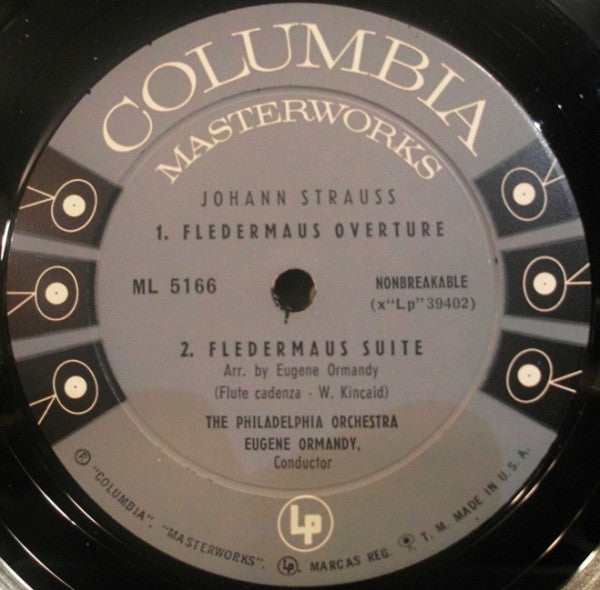 COLUMBIA
MASTERWORKS
JOHANN STRAUSS
1. FLEDERMAUS OVERTURE
ML 5166
NONBREAKABLE
(x"Lp"39402)
2. FLEDERMAUS SUITE
Arr. by Eugene Ormandy
(Flute cadenza - W. Kincaid)
THE PHILADELPHIA ORCHESTRA
EUGENE ORMANDY,
Conductor
Lp
Ⓟ "COLUMBIA", "MASTERWORKS", Lp, MARCAS REG. T. M. MADE IN U. S. A.